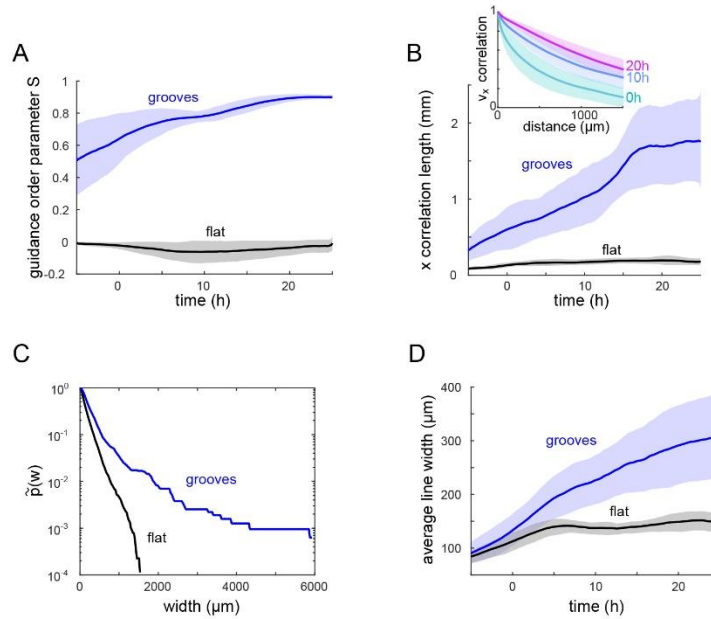 A
guidance order parameter S
1
0.8
0.6
0.4
0.2
0
-0.2
grooves
flat
0
10
20
time (h)
B
vx correlation
1
0
20h
10h
0h
0
1000
distance (µm)
x correlation length (mm)
2
1
0
grooves
flat
0
10
20
time (h)
C
p̃(w)
10⁰
10⁻¹
10⁻²
10⁻³
10⁻⁴
grooves
flat
0
2000
4000
6000
width (µm)
D
average line width (µm)
400
300
200
100
grooves
flat
0
10
20
time (h)